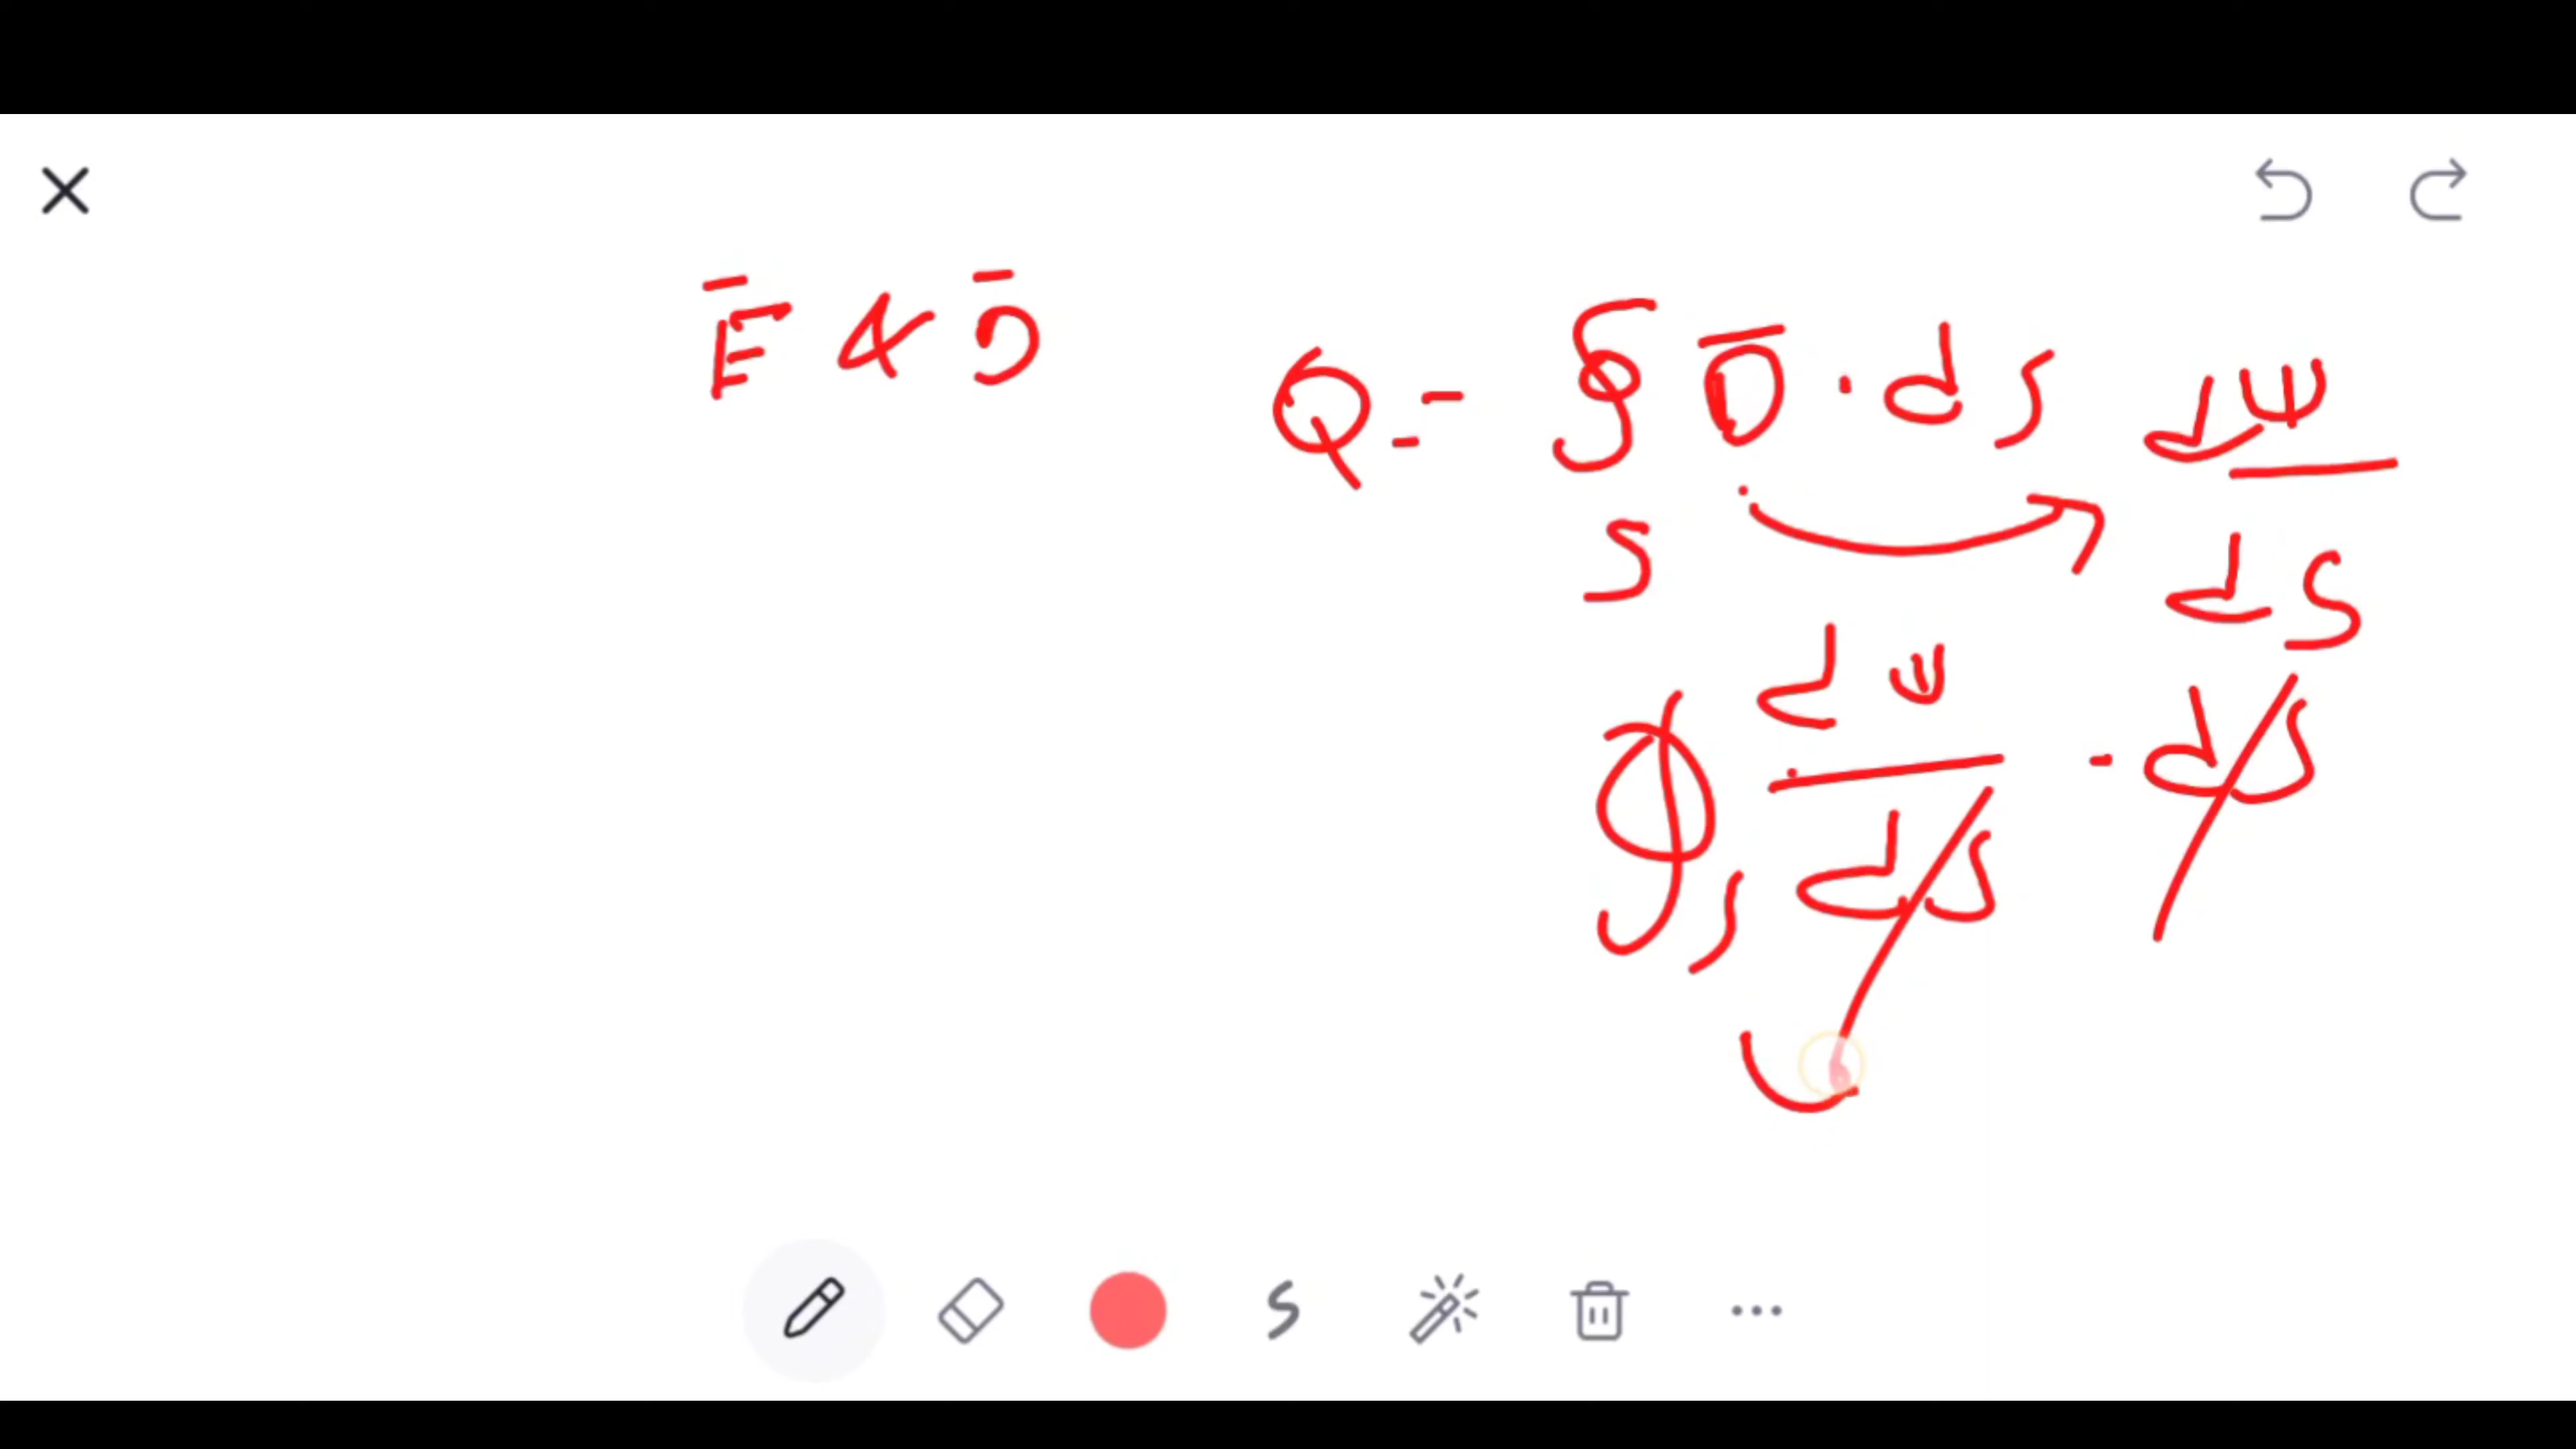 E̅ & D̅
Q = ∮ D̅ · ds dψ
S
ds
dψ
∮ · ds
s ds